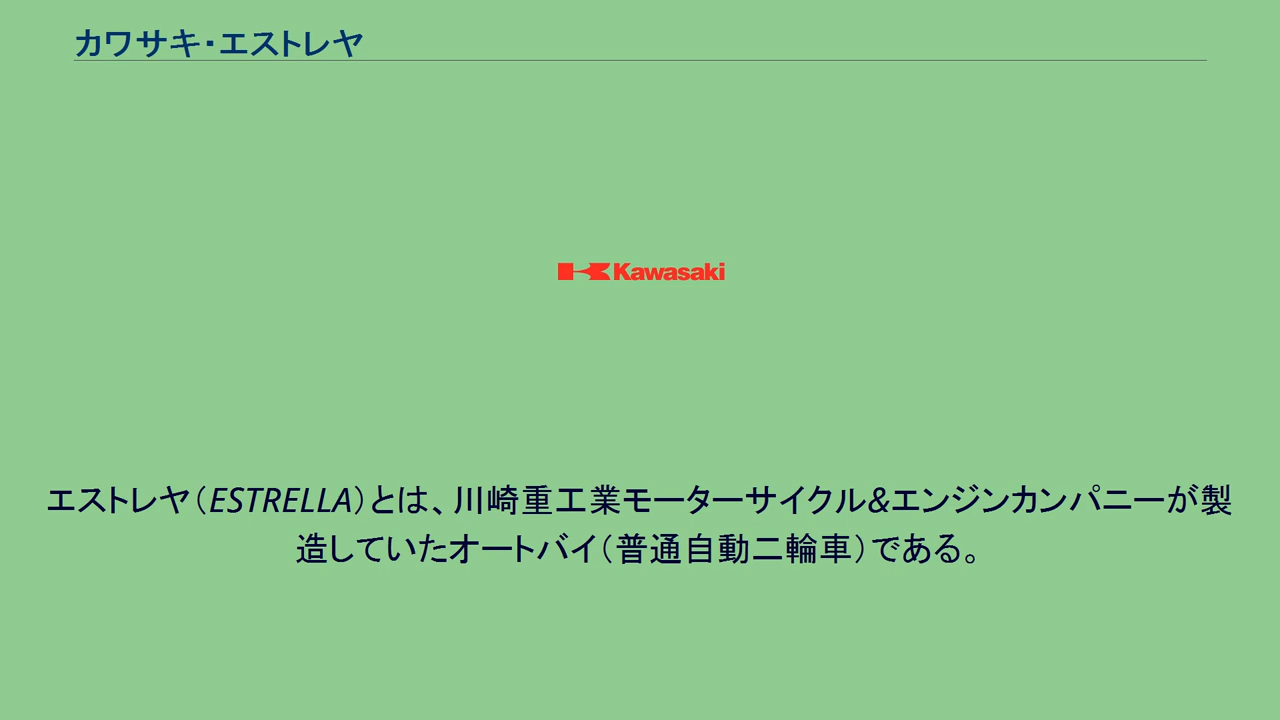 カワサキ・エストレヤ
Kawasaki
エストレヤ（ESTRELLA）とは、川崎重工業モーターサイクル&エンジンカンパニーが製
造していたオートバイ（普通自動二輪車）である。